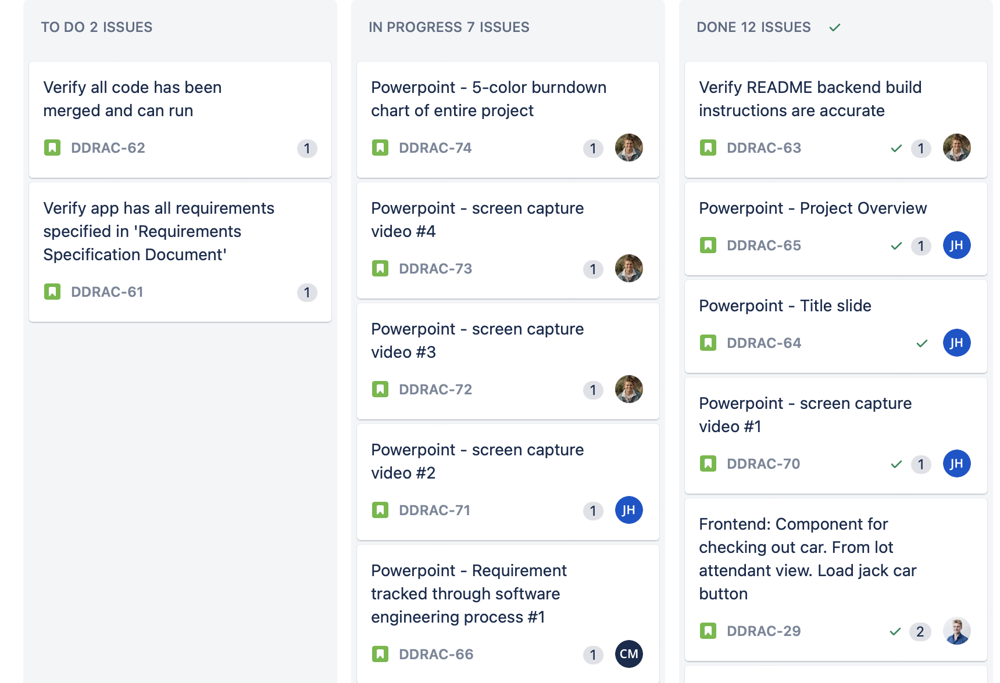 TO DO 2 ISSUES
Verify all code has been
merged and can run
DDRAC-62
1
Verify app has all requirements
specified in 'Requirements
Specification Document'
DDRAC-61
1
IN PROGRESS 7 ISSUES
Powerpoint - 5-color burndown
chart of entire project
DDRAC-74
1
Powerpoint - screen capture
video #4
DDRAC-73
1
Powerpoint - screen capture
video #3
DDRAC-72
1
Powerpoint - screen capture
video #2
DDRAC-71
1
JH
Powerpoint - Requirement
tracked through software
engineering process #1
DDRAC-66
1
CM
DONE 12 ISSUES
Verify README backend build
instructions are accurate
DDRAC-63
1
Powerpoint - Project Overview
DDRAC-65
1
JH
Powerpoint - Title slide
DDRAC-64
JH
Powerpoint - screen capture
video #1
DDRAC-70
1
JH
Frontend: Component for
checking out car. From lot
attendant view. Load jack car
button
DDRAC-29
2